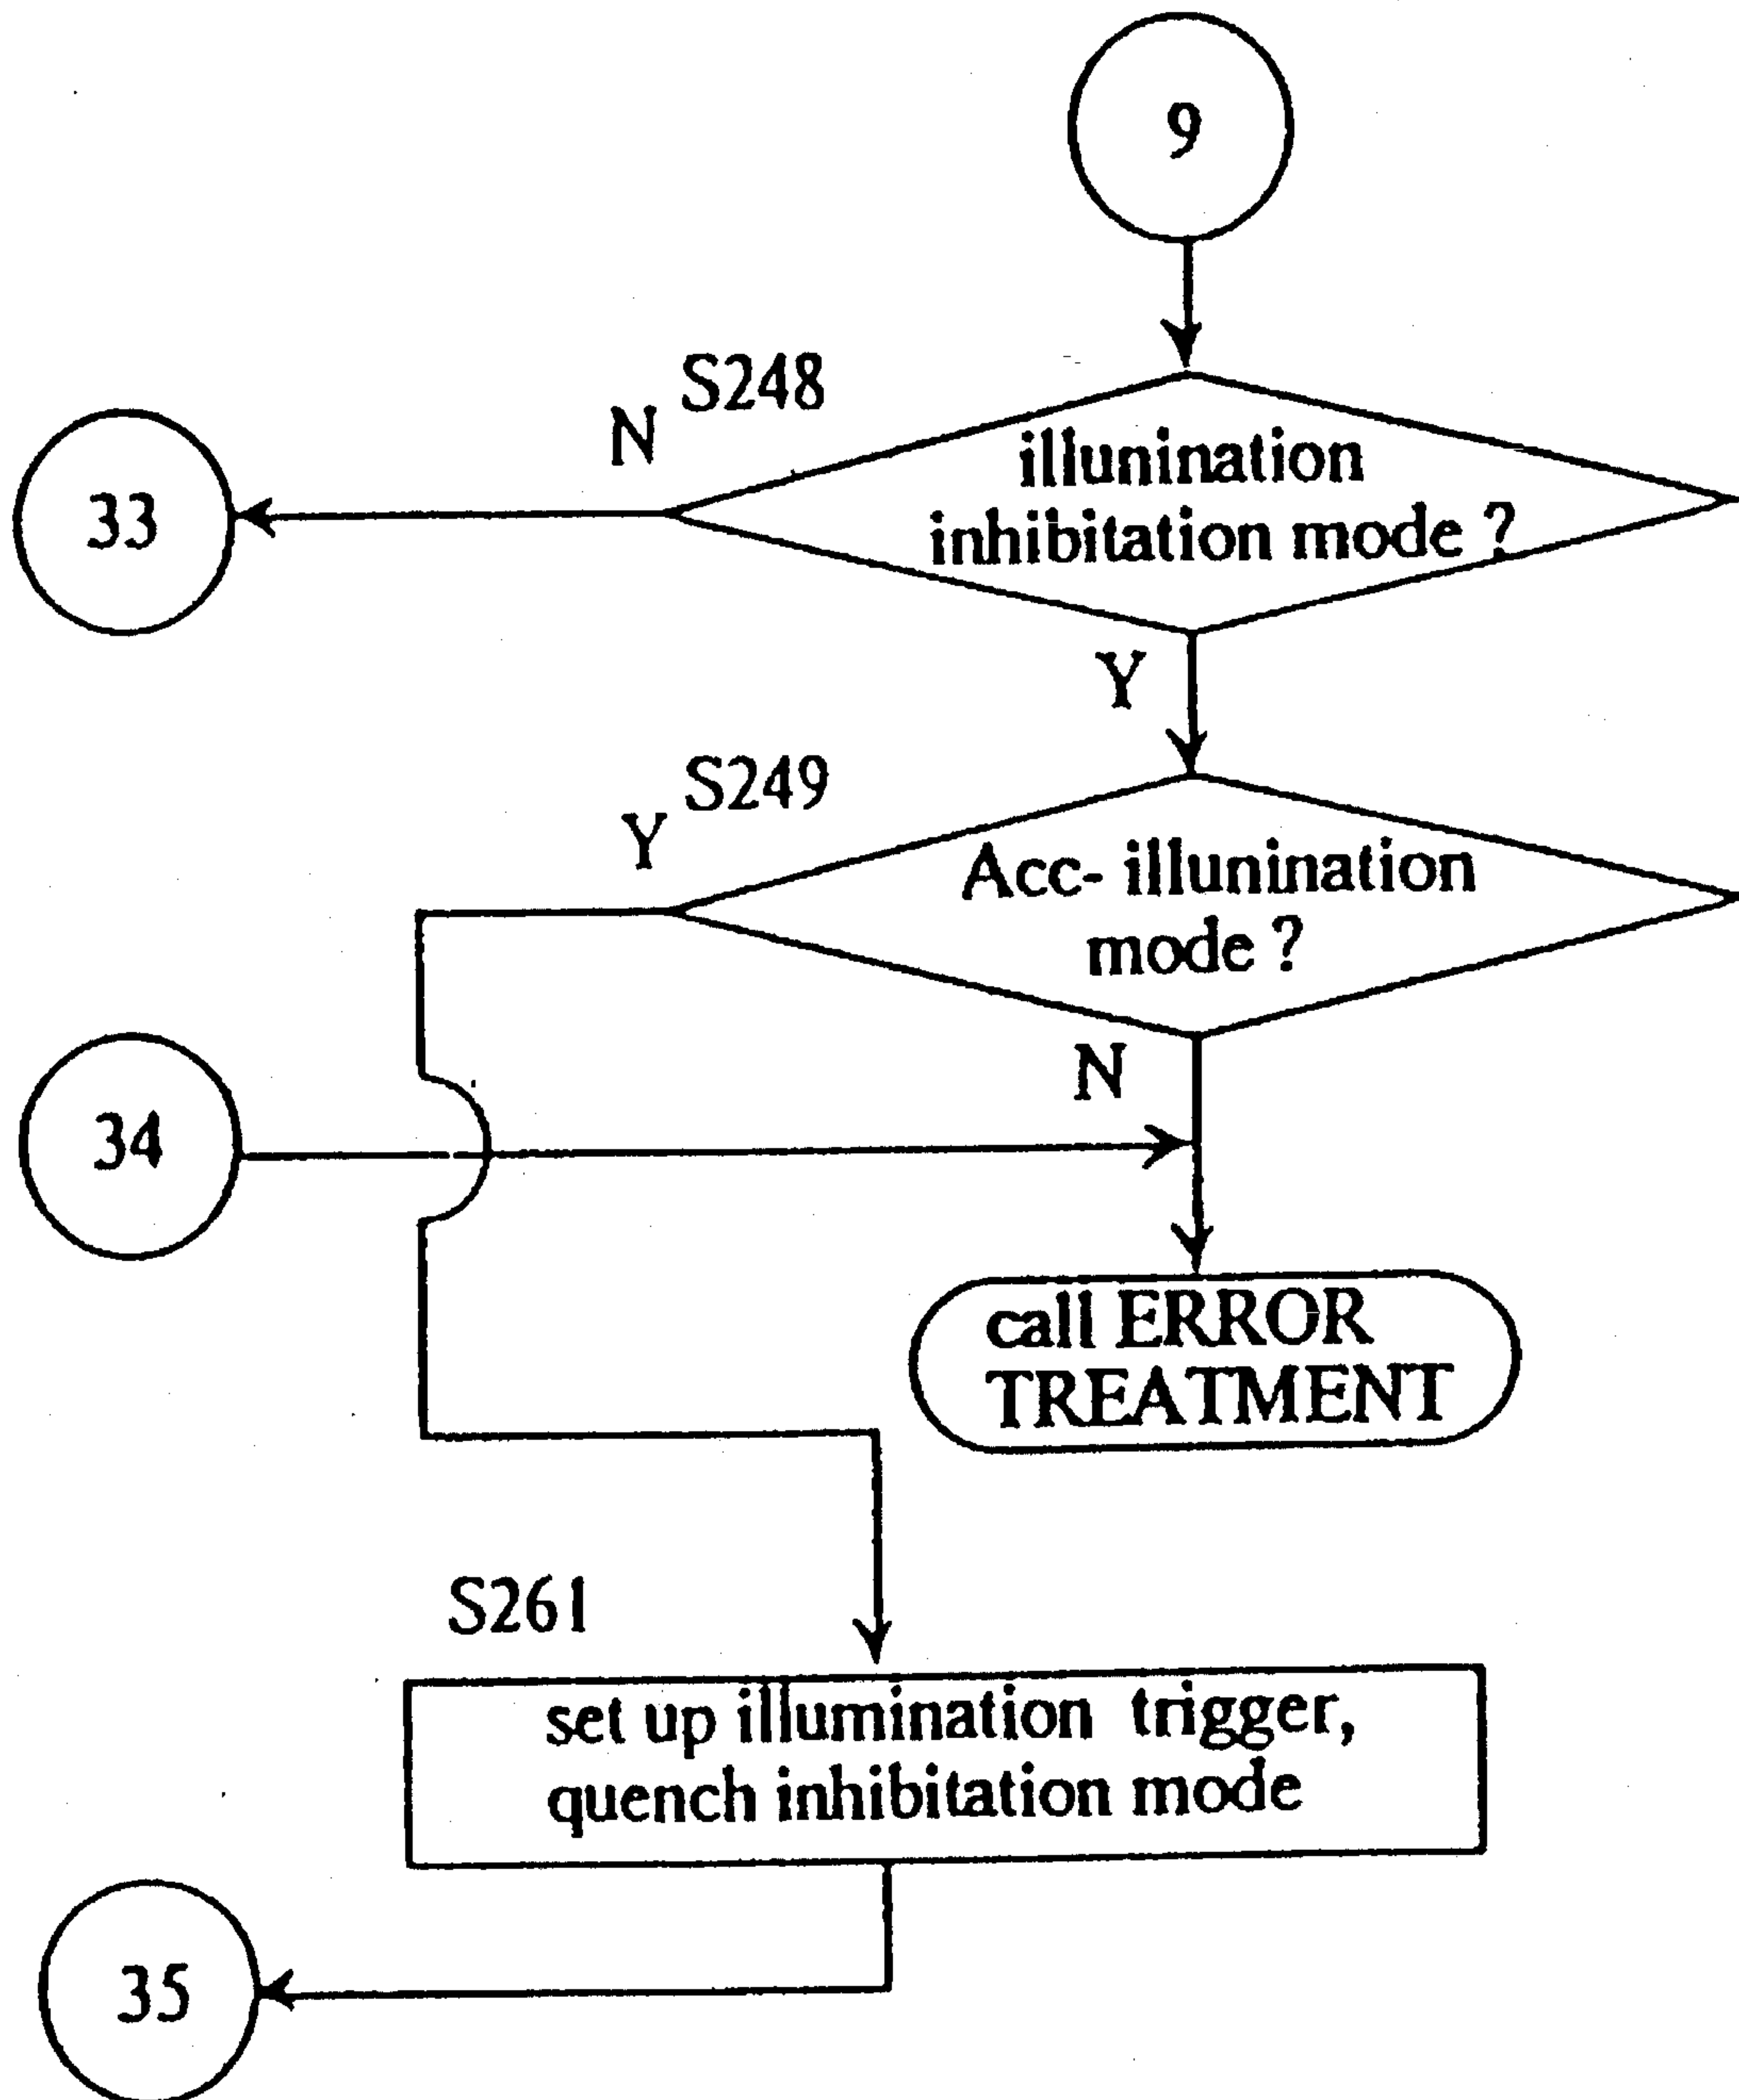 9
S248
N
illunination
inhibitation mode ?
33
Y
S249
Y
Acc- illunination
mode ?
N
34
call ERROR
TREATMENT
S261
set up illumination trigger,
quench inhibitation mode
35